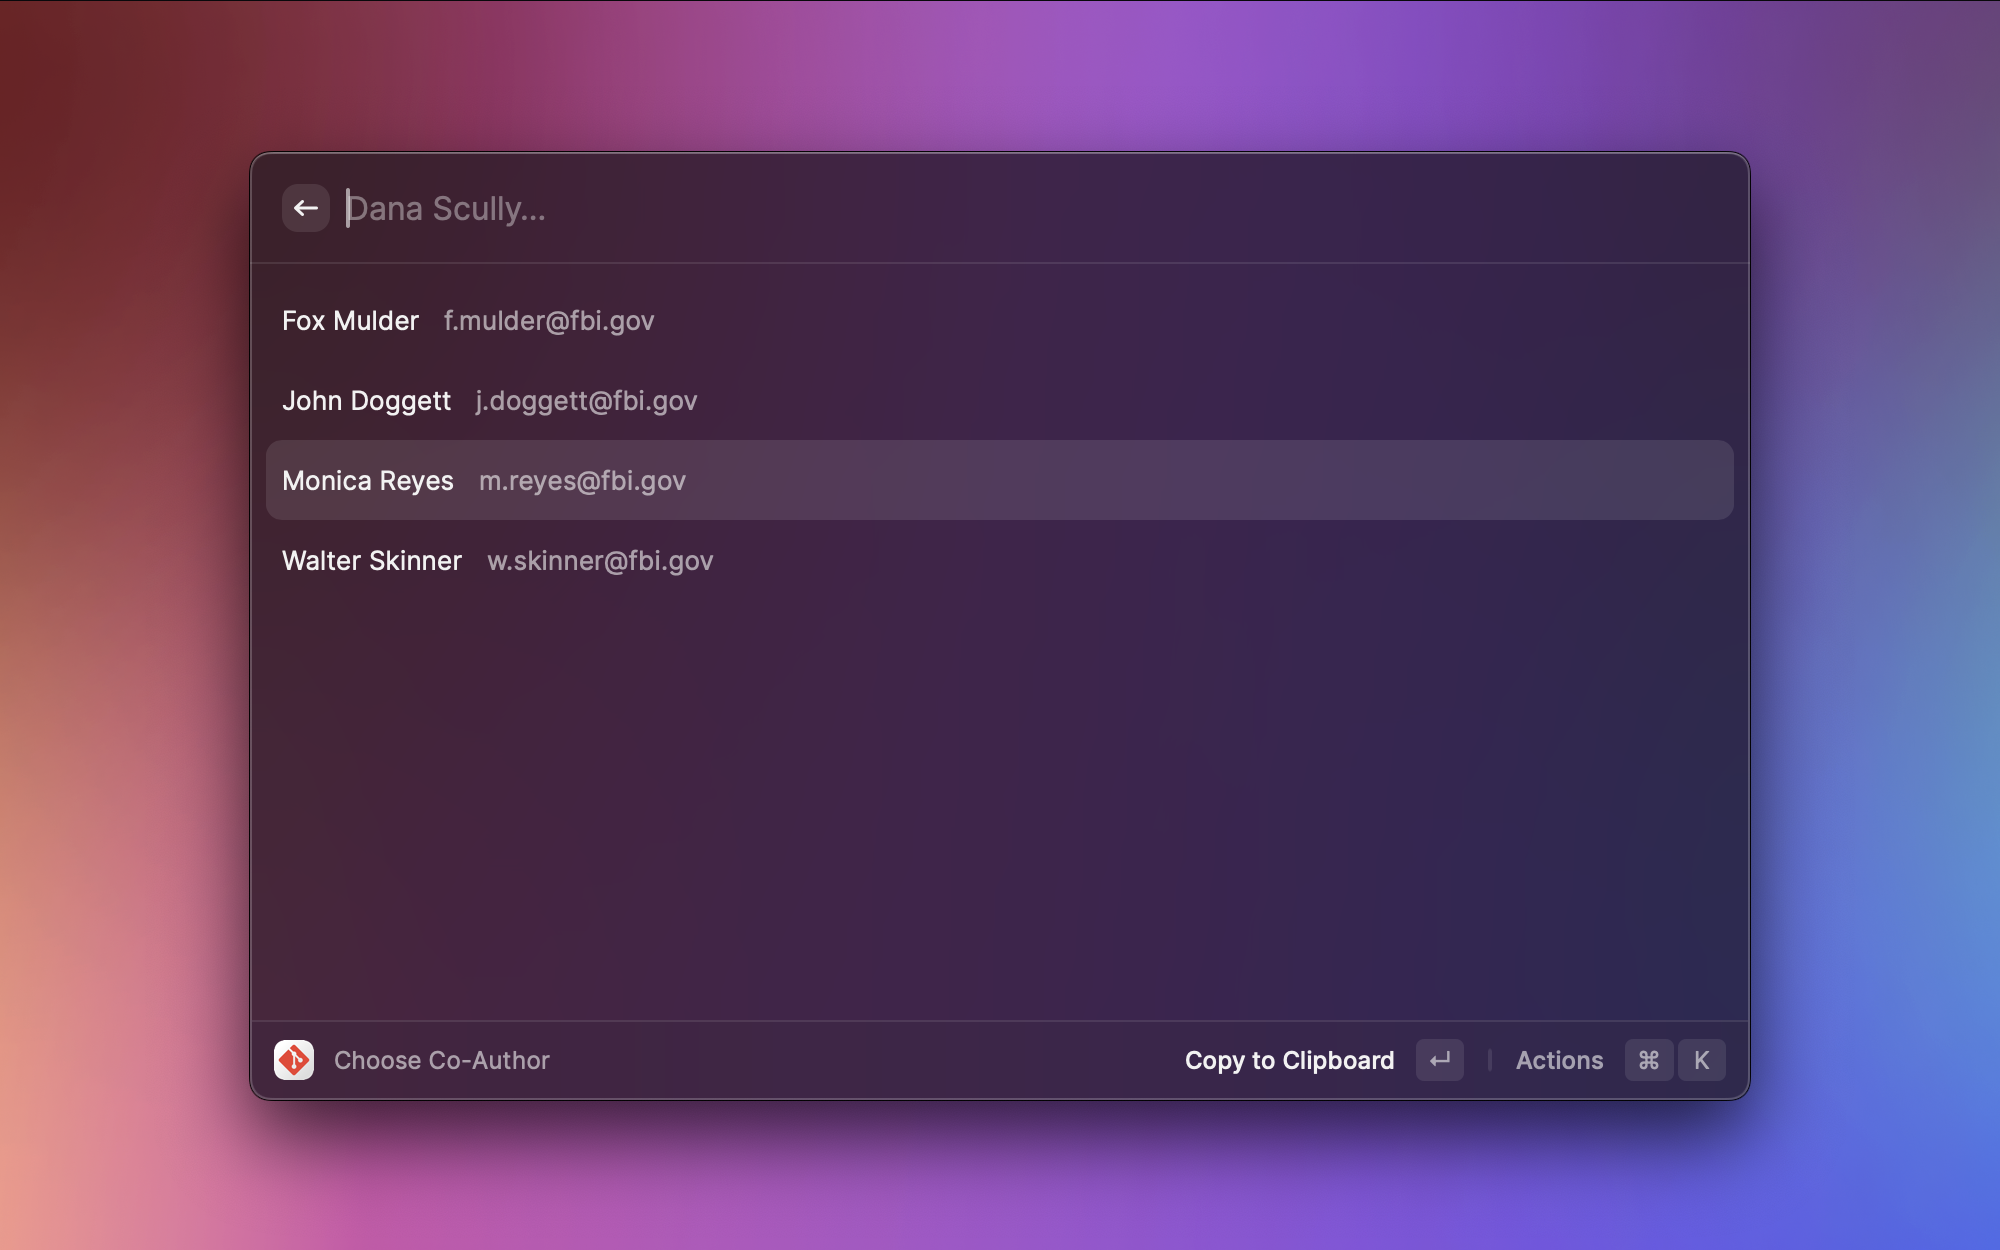 Dana Scully...
Fox Mulder f.mulder@fbi.gov
John Doggett j.doggett@fbi.gov
Monica Reyes m.reyes@fbi.gov
Walter Skinner w.skinner@fbi.gov
Choose Co-Author Copy to Clipboard ↵ Actions ⌘ K